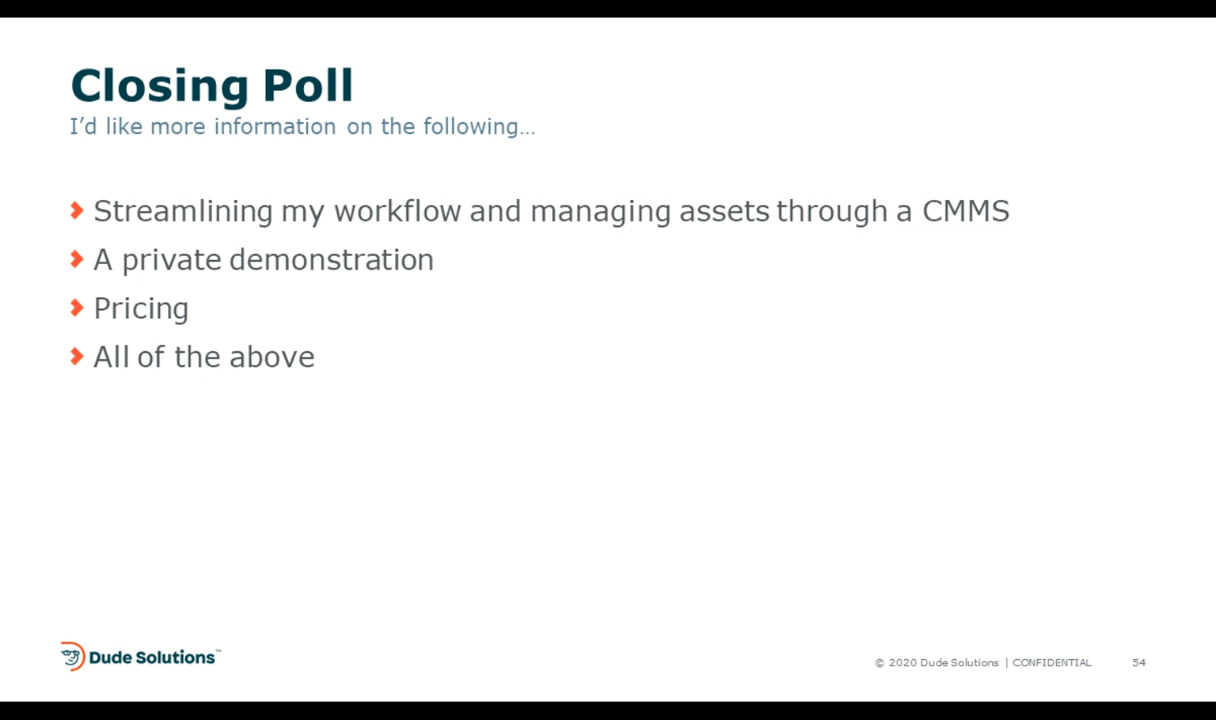 Closing Poll
I’d like more information on the following…
Streamlining my workflow and managing assets through a CMMS
A private demonstration
Pricing
All of the above
Dude Solutions™
© 2020 Dude Solutions | CONFIDENTIAL 54